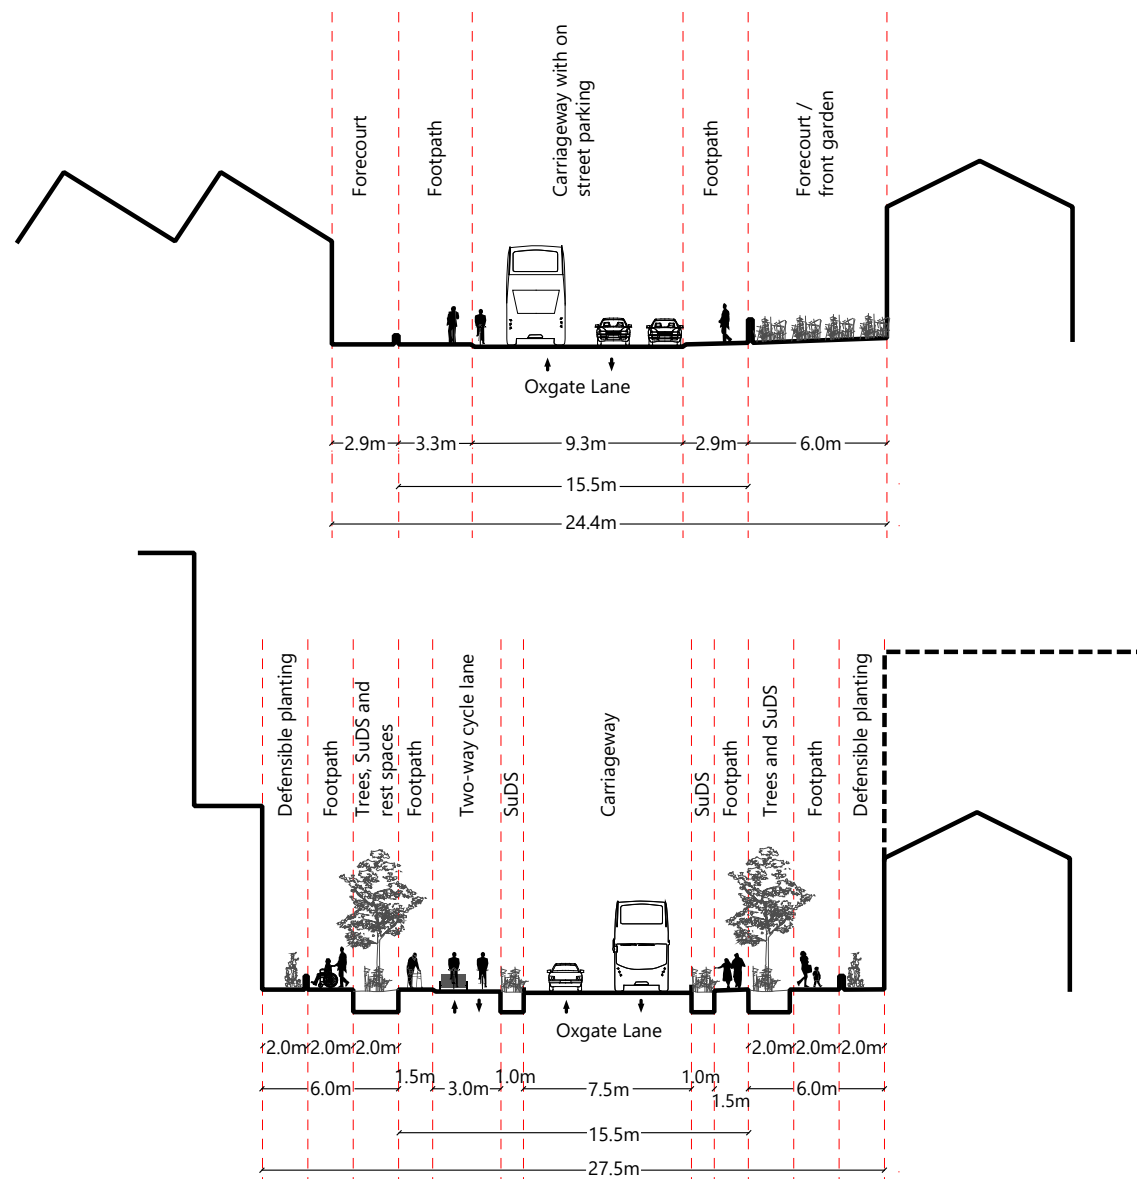 Forecourt
Footpath
Carriageway with on
street parking
Footpath
Forecourt /
front garden
Oxgate Lane
2.9m
3.3m
9.3m
2.9m
6.0m
15.5m
24.4m
Defensible planting
Footpath
Trees, SuDS and
rest spaces
Footpath
Two-way cycle lane
SuDS
Carriageway
SuDS
Footpath
Trees and SuDS
Footpath
Defensible planting
Oxgate Lane
2.0m
2.0m
2.0m
2.0m
2.0m
2.0m
6.0m
1.5m
3.0m
1.0m
7.5m
1.0m
1.5m
6.0m
15.5m
27.5m